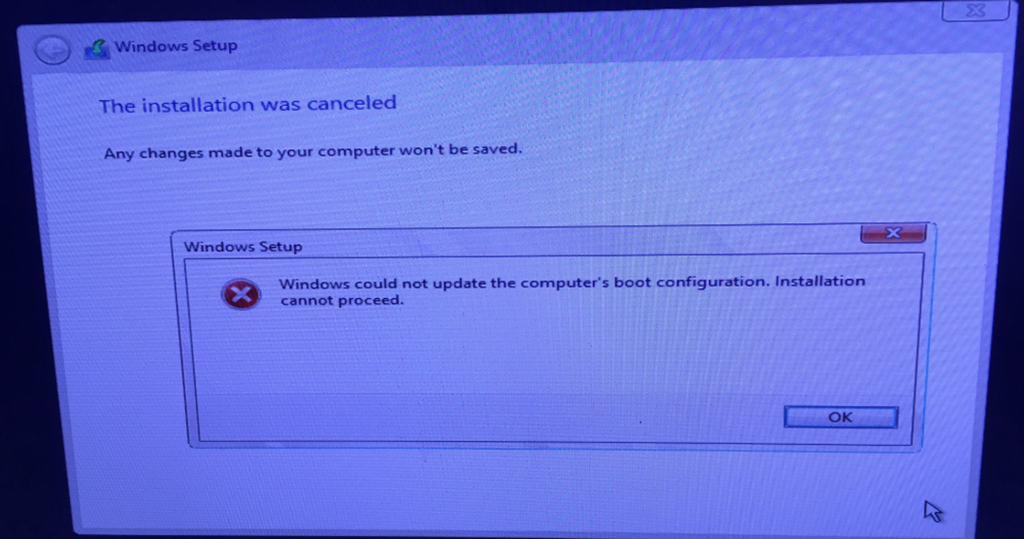 Windows Setup
The installation was canceled
Any changes made to your computer won't be saved.
Windows Setup
Windows could not update the computer's boot configuration. Installation
cannot proceed.
OK